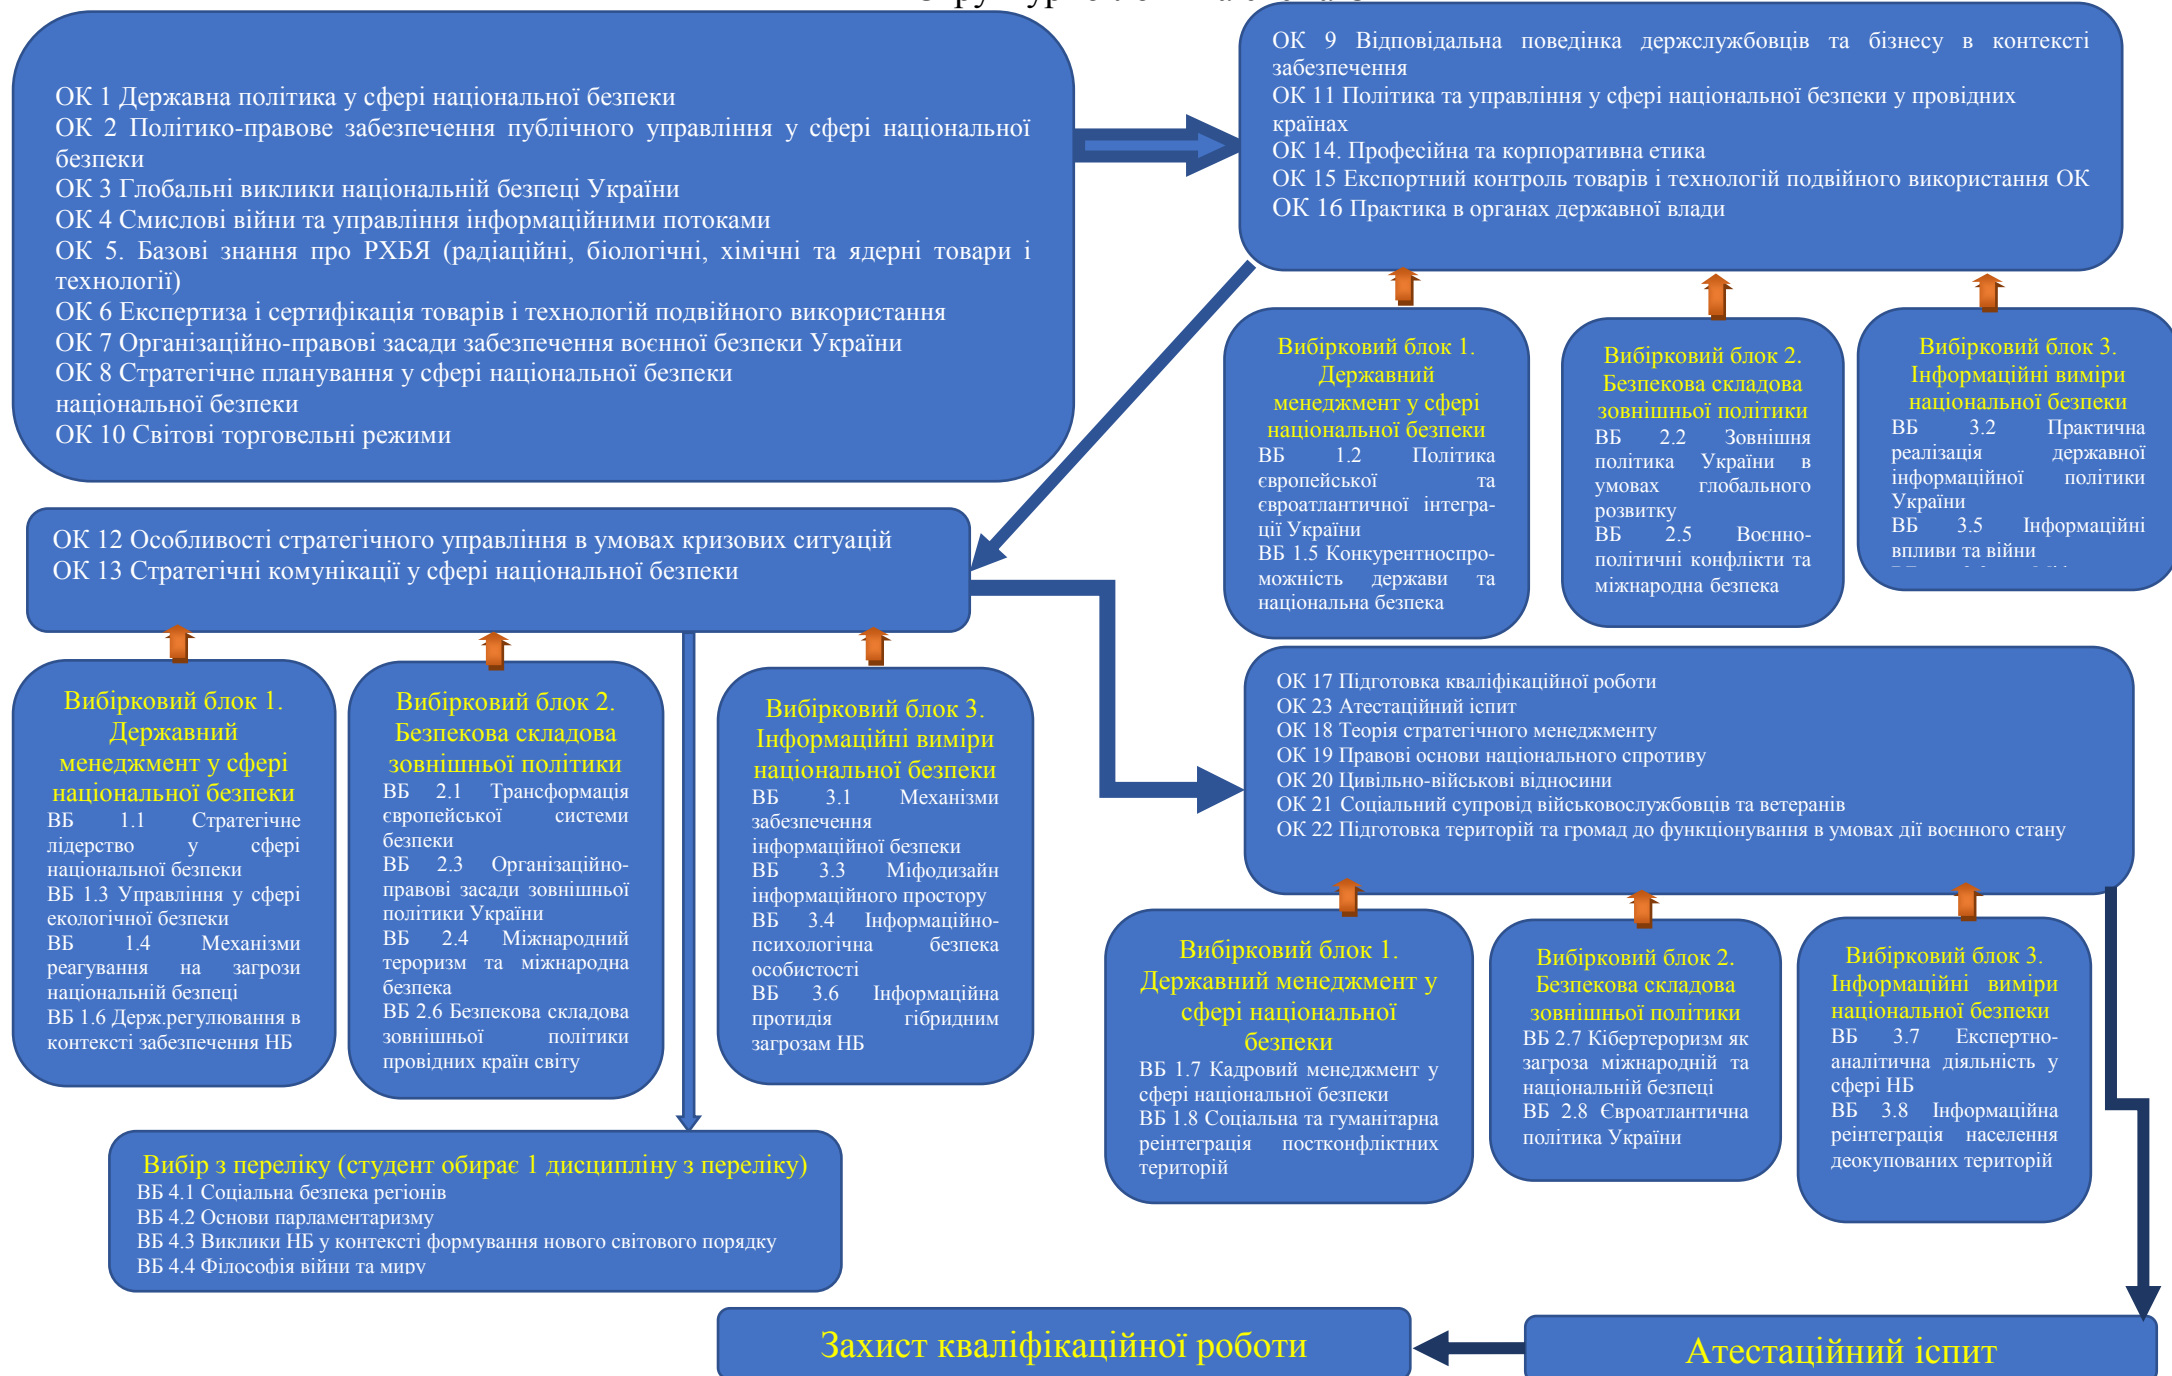 ОК 1 Державна політика у сфері національної безпеки
ОК 2 Політико-правове забезпечення публічного управління у сфері національної
безпеки
ОК 3 Глобальні виклики національній безпеці України
ОК 4 Смислові війни та управління інформаційними потоками
ОК 5. Базові знання про РХБЯ (радіаційні, біологічні, хімічні та ядерні товари і
технології)
ОК 6 Експертиза і сертифікація товарів і технологій подвійного використання
ОК 7 Організаційно-правові засади забезпечення воєнної безпеки України
ОК 8 Стратегічне планування у сфері національної безпеки
національної безпеки
ОК 10 Світові торговельні режими
ОК 9 Відповідальна поведінка держслужбовців та бізнесу в контексті
забезпечення
ОК 11 Політика та управління у сфері національної безпеки у провідних
країнах
ОК 14. Професійна та корпоративна етика
ОК 15 Експортний контроль товарів і технологій подвійного використання ОК
ОК 16 Практика в органах державної влади
Вибірковий блок 1.
Державний
менеджмент у сфері
національної безпеки
ВБ 1.2 Політика
європейської та
євроатлантичної інтегра-
ції України
ВБ 1.5 Конкурентноспро-
можність держави та
національна безпека
Вибірковий блок 2.
Безпекова складова
зовнішньої політики
ВБ 2.2 Зовнішня
політика України в
умовах глобального
розвитку
ВБ 2.5 Воєнно-
політичні конфлікти та
міжнародна безпека
Вибірковий блок 3.
Інформаційні виміри
національної безпеки
ВБ 3.2 Практична
реалізація державної
інформаційної політики
України
ВБ 3.5 Інформаційні
впливи та війни
ОК 12 Особливості стратегічного управління в умовах кризових ситуацій
ОК 13 Стратегічні комунікації у сфері національної безпеки
Вибірковий блок 1.
Державний
менеджмент у сфері
національної безпеки
ВБ 1.1 Стратегічне
лідерство у сфері
національної безпеки
ВБ 1.3 Управління у сфері
екологічної безпеки
ВБ 1.4 Механізми
реагування на загрози
національній безпеці
ВБ 1.6 Держ.регулювання в
контексті забезпечення НБ
Вибірковий блок 2.
Безпекова складова
зовнішньої політики
ВБ 2.1 Трансформація
європейської системи
безпеки
ВБ 2.3 Організаційно-
правові засади зовнішньої
політики України
ВБ 2.4 Міжнародний
тероризм та міжнародна
безпека
ВБ 2.6 Безпекова складова
зовнішньої політики
провідних країн світу
Вибірковий блок 3.
Інформаційні виміри
національної безпеки
ВБ 3.1 Механізми
забезпечення
інформаційної безпеки
ВБ 3.3 Міфодизайн
інформаційного простору
ВБ 3.4 Інформаційно-
психологічна безпека
особистості
ВБ 3.6 Інформаційна
протидія гібридним
загрозам НБ
ОК 17 Підготовка кваліфікаційної роботи
ОК 23 Атестаційний іспит
ОК 18 Теорія стратегічного менеджменту
ОК 19 Правові основи національного спротиву
ОК 20 Цивільно-військові відносини
ОК 21 Соціальний супровід військовослужбовців та ветеранів
ОК 22 Підготовка територій та громад до функціонування в умовах дії воєнного стану
Вибірковий блок 1.
Державний менеджмент у
сфері національної
безпеки
ВБ 1.7 Кадровий менеджмент у
сфері національної безпеки
ВБ 1.8 Соціальна та гуманітарна
реінтеграція постконфліктних
територій
Вибірковий блок 2.
Безпекова складова
зовнішньої політики
ВБ 2.7 Кібертероризм як
загроза міжнародній та
національній безпеці
ВБ 2.8 Євроатлантична
політика України
Вибірковий блок 3.
Інформаційні виміри
національної безпеки
ВБ 3.7 Експертно-
аналітична діяльність у
сфері НБ
ВБ 3.8 Інформаційна
реінтеграція населення
деокупованих територій
Вибір з переліку (студент обирає 1 дисципліну з переліку)
ВБ 4.1 Соціальна безпека регіонів
ВБ 4.2 Основи парламентаризму
ВБ 4.3 Виклики НБ у контексті формування нового світового порядку
ВБ 4.4 Філософія війни та миру
Захист кваліфікаційної роботи
Атестаційний іспит